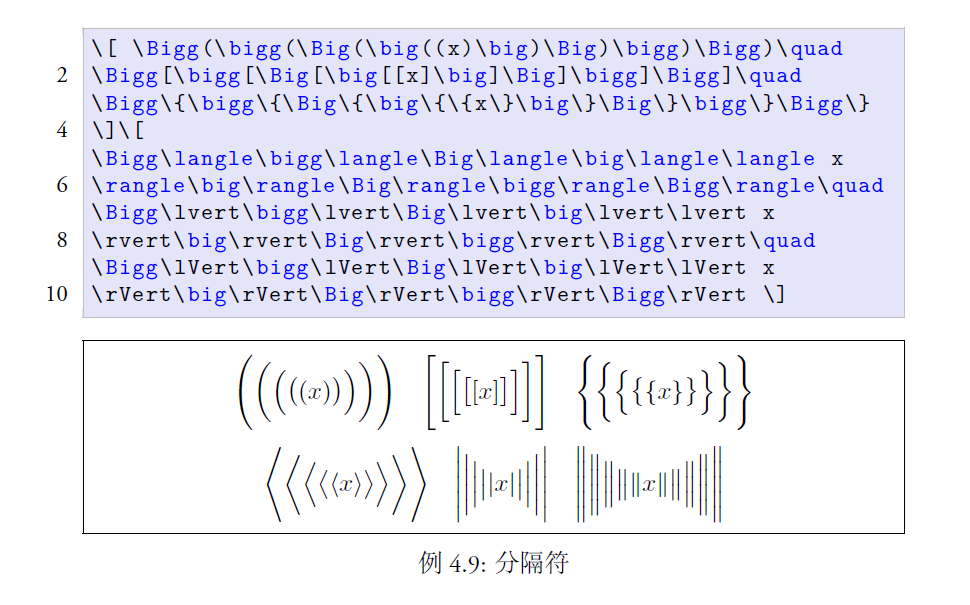 \[ \Bigg(\bigg(\Big(\big((x)\big)\Big)\bigg)\Bigg)\quad
2 \Bigg[\bigg[\Big[\big[[x]\big]\Big]\bigg]\Bigg]\quad
\Bigg\{\bigg\{\Big\{\big\{\{x\}\big\}\Big\}\bigg\}\Bigg\}
4 \]\[
\Bigg\langle\bigg\langle\Big\langle\big\langle\langle x
6 \rangle\big\rangle\Big\rangle\bigg\rangle\Bigg\rangle\quad
\Bigg\lvert\bigg\lvert\Big\lvert\big\lvert\lvert x
8 \rvert\big\rvert\Big\rvert\bigg\rvert\Bigg\rvert\quad
\Bigg\lVert\bigg\lVert\Big\lVert\big\lVert\lVert x
10 \rVert\big\rVert\Big\rVert\bigg\rVert\Bigg\rVert \]
(((((x))))) [[[[[x]]]]] {{{{{x}}}}}
⟨⟨⟨⟨⟨x⟩⟩⟩⟩⟩ |||||x||||| ‖‖‖‖‖x‖‖‖‖‖
例 4.9: 分隔符